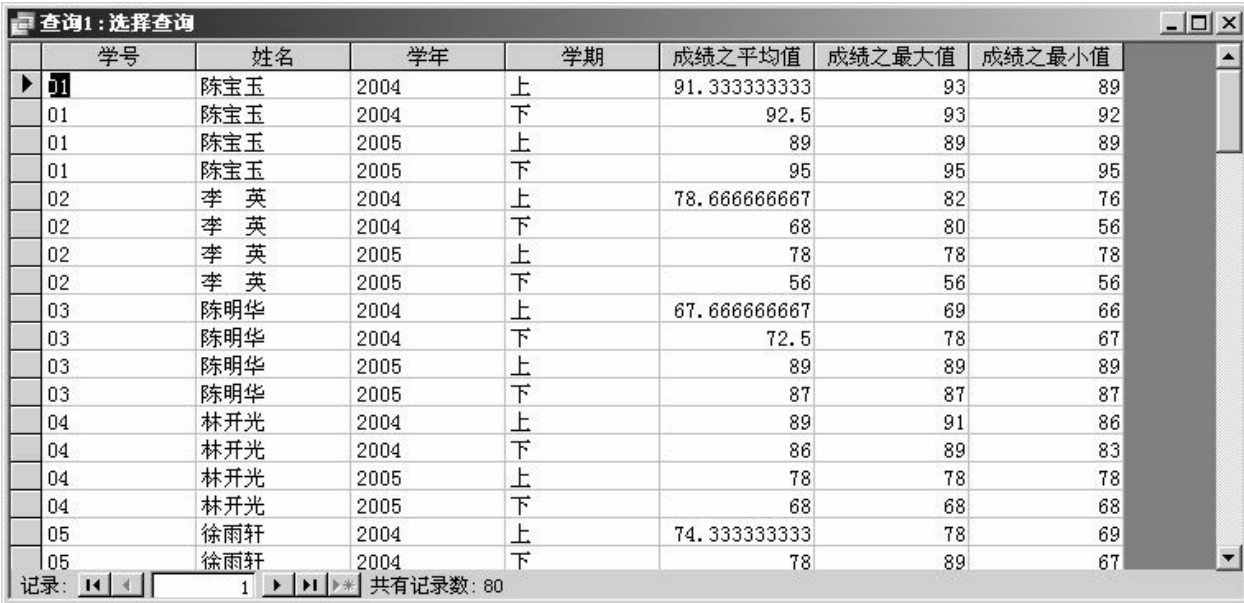 查询1:选择查询
学号 姓名 学年 学期 成绩之平均值 成绩之最大值 成绩之最小值
01 陈宝玉 2004 上 91.333333333 93 89
01 陈宝玉 2004 下 92.5 93 92
01 陈宝玉 2005 上 89 89 89
01 陈宝玉 2005 下 95 95 95
02 李 英 2004 上 78.666666667 82 76
02 李 英 2004 下 68 80 56
02 李 英 2005 上 78 78 78
02 李 英 2005 下 56 56 56
03 陈明华 2004 上 67.666666667 69 66
03 陈明华 2004 下 72.5 78 67
03 陈明华 2005 上 89 89 89
03 陈明华 2005 下 87 87 87
04 林开光 2004 上 89 91 86
04 林开光 2004 下 86 89 83
04 林开光 2005 上 78 78 78
04 林开光 2005 下 68 68 68
05 徐雨轩 2004 上 74.333333333 78 69
05 徐雨轩 2004 下 78 89 67
记录: 1 共有记录数: 80